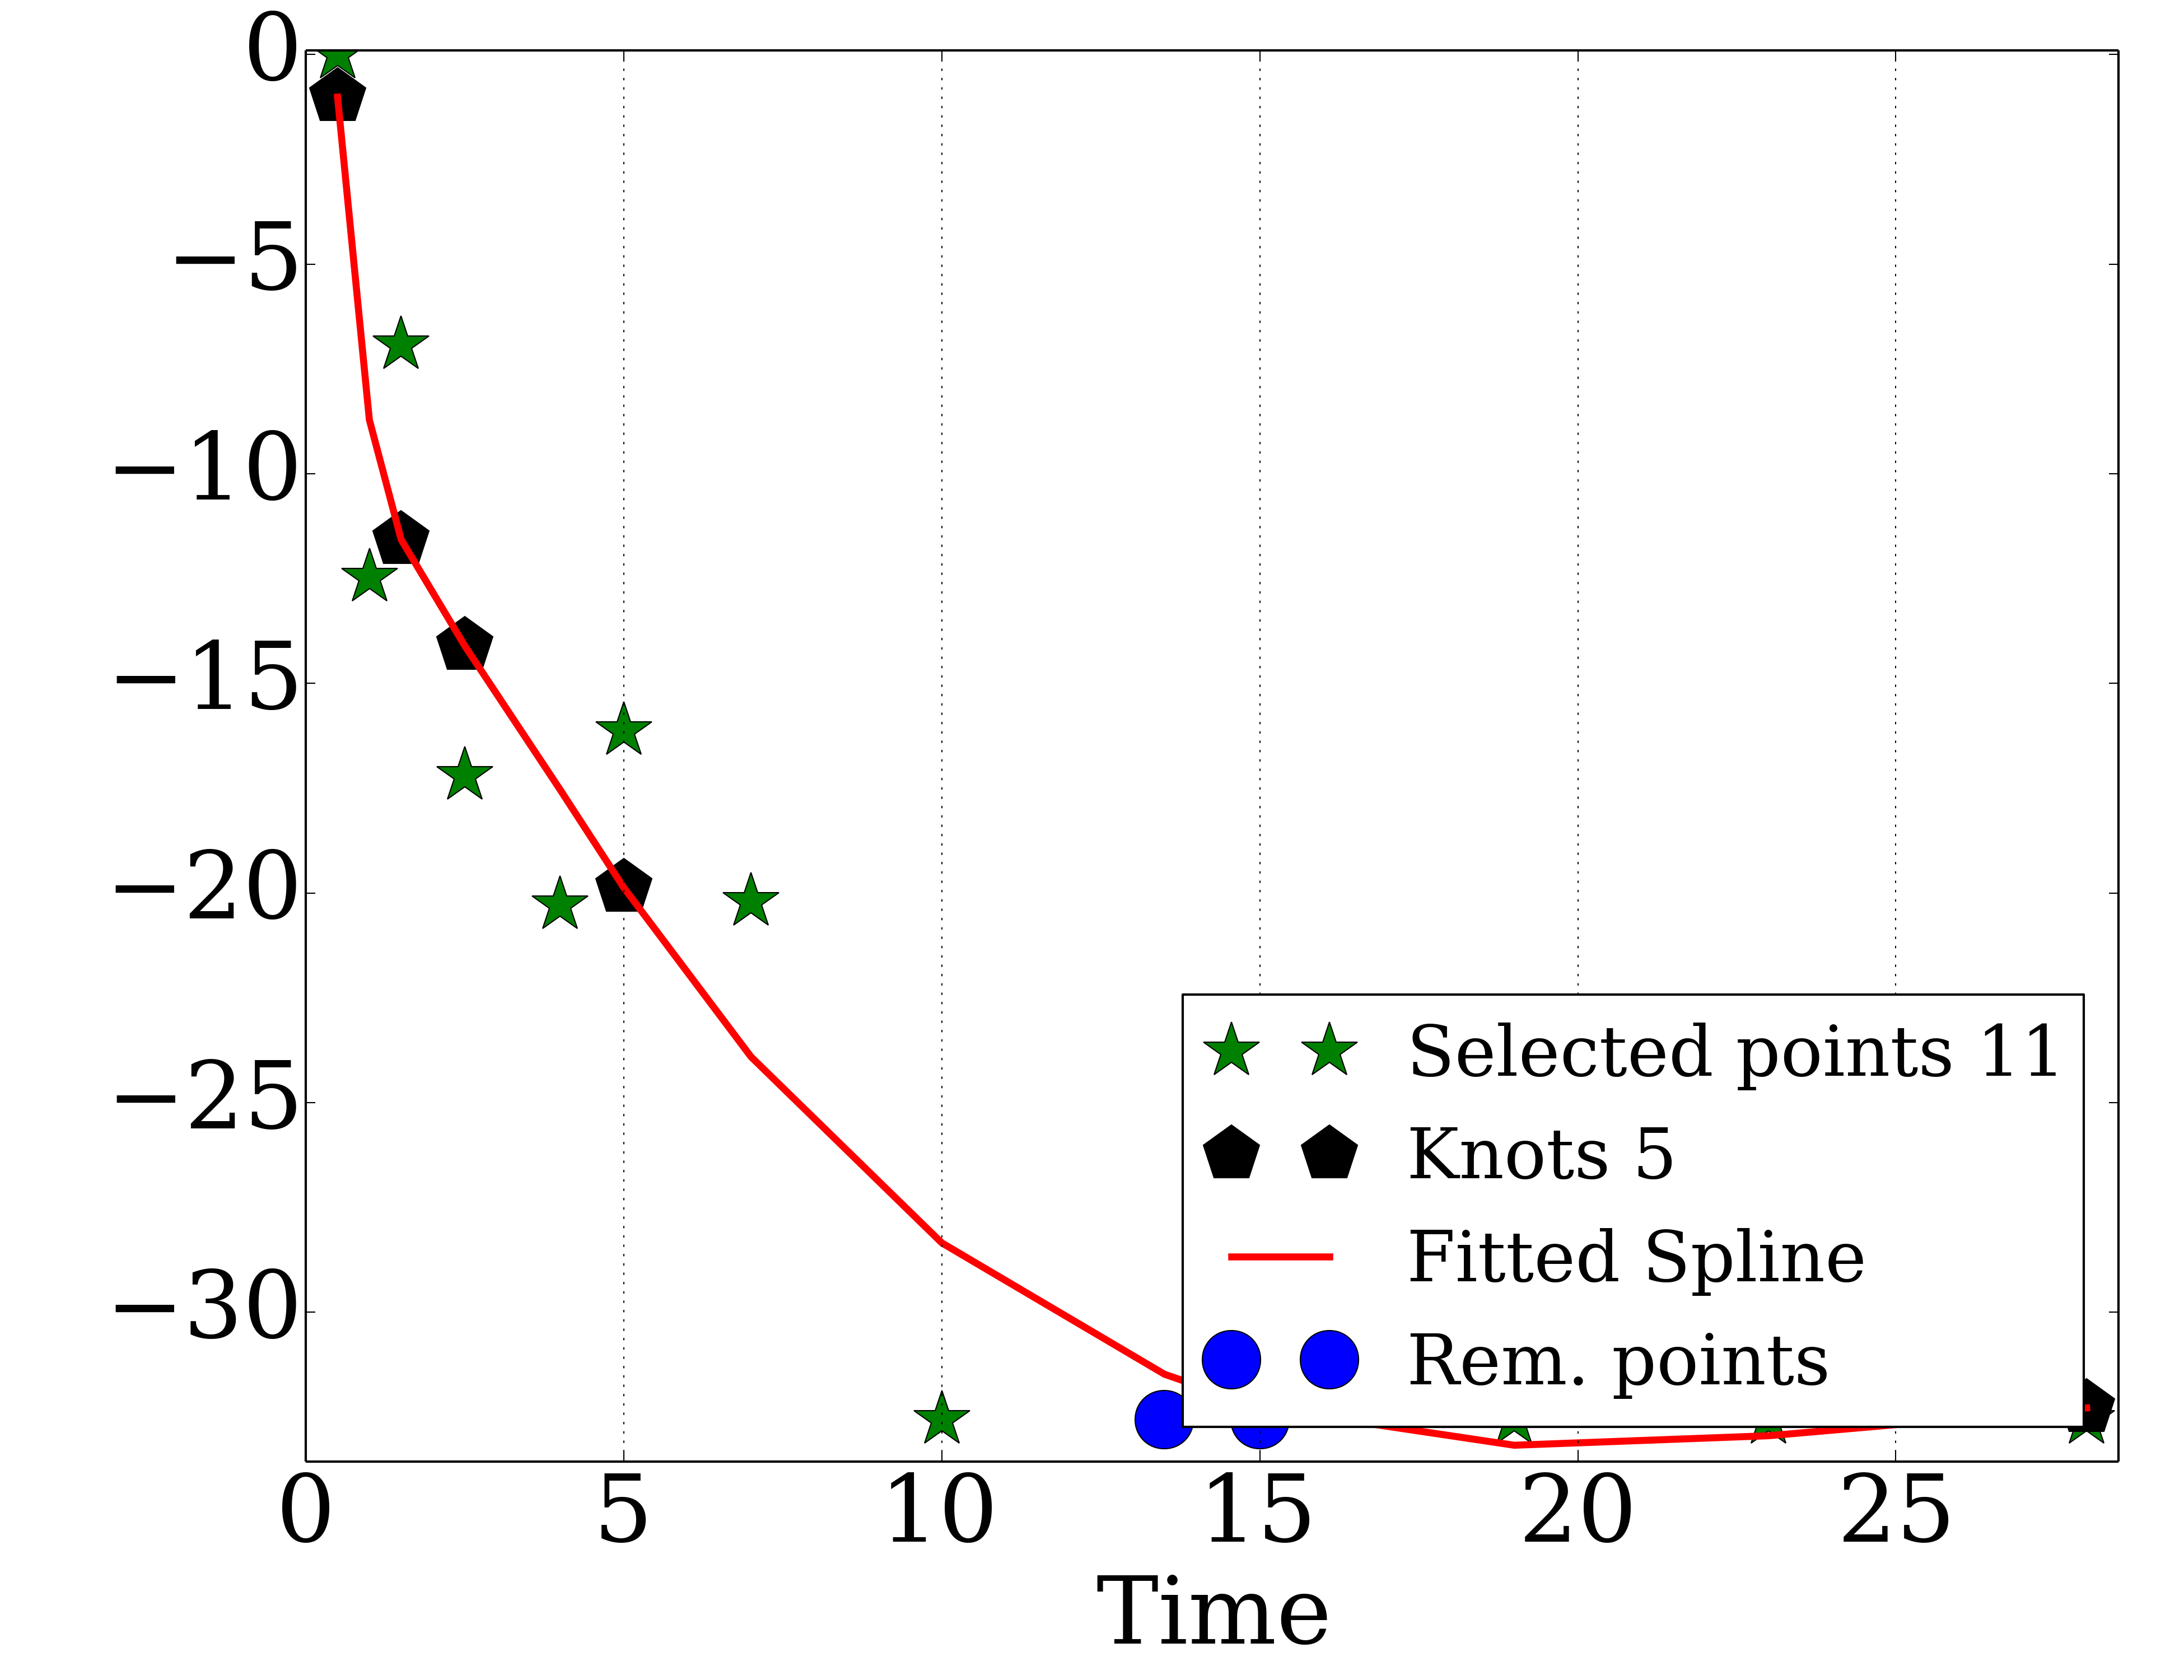 0
−5
−10
−15
−20
−25
−30
Selected points 11
Knots 5
Fitted Spline
Rem. points
0 5 10 15 20 25
Time